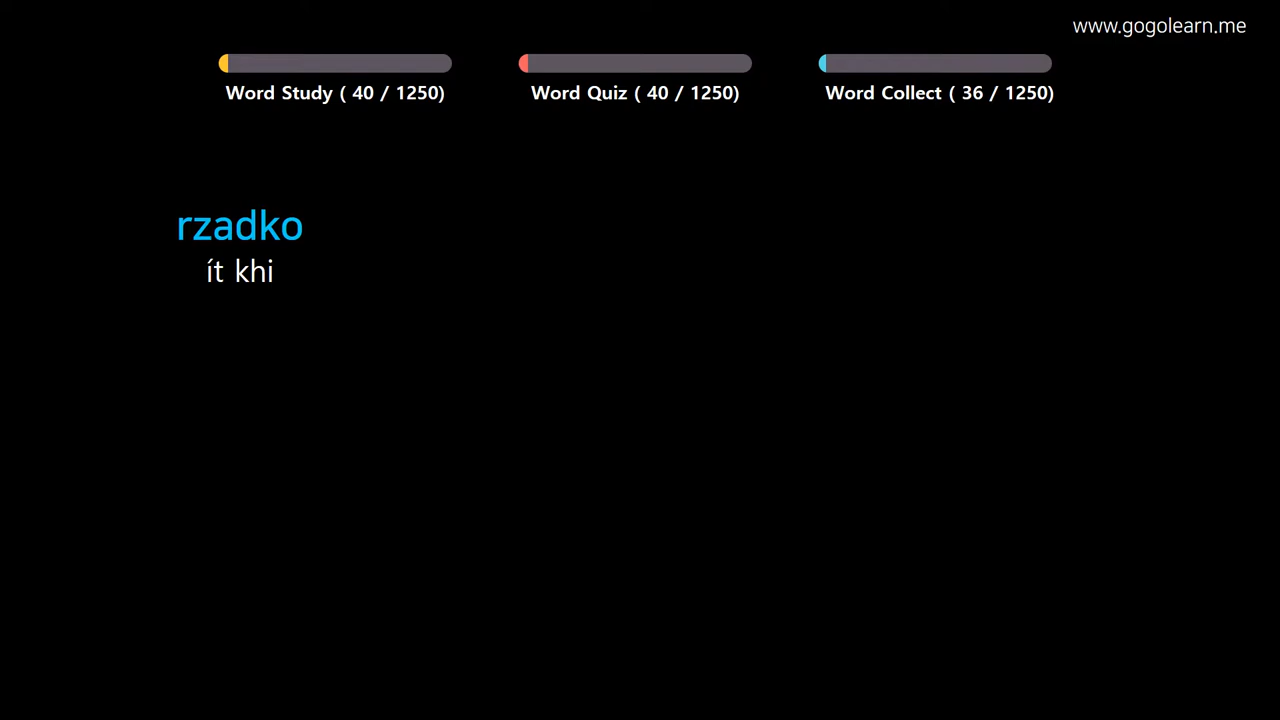 www.gogolearn.me
Word Study ( 40 / 1250)
Word Quiz ( 40 / 1250)
Word Collect ( 36 / 1250)
rzadko
ít khi